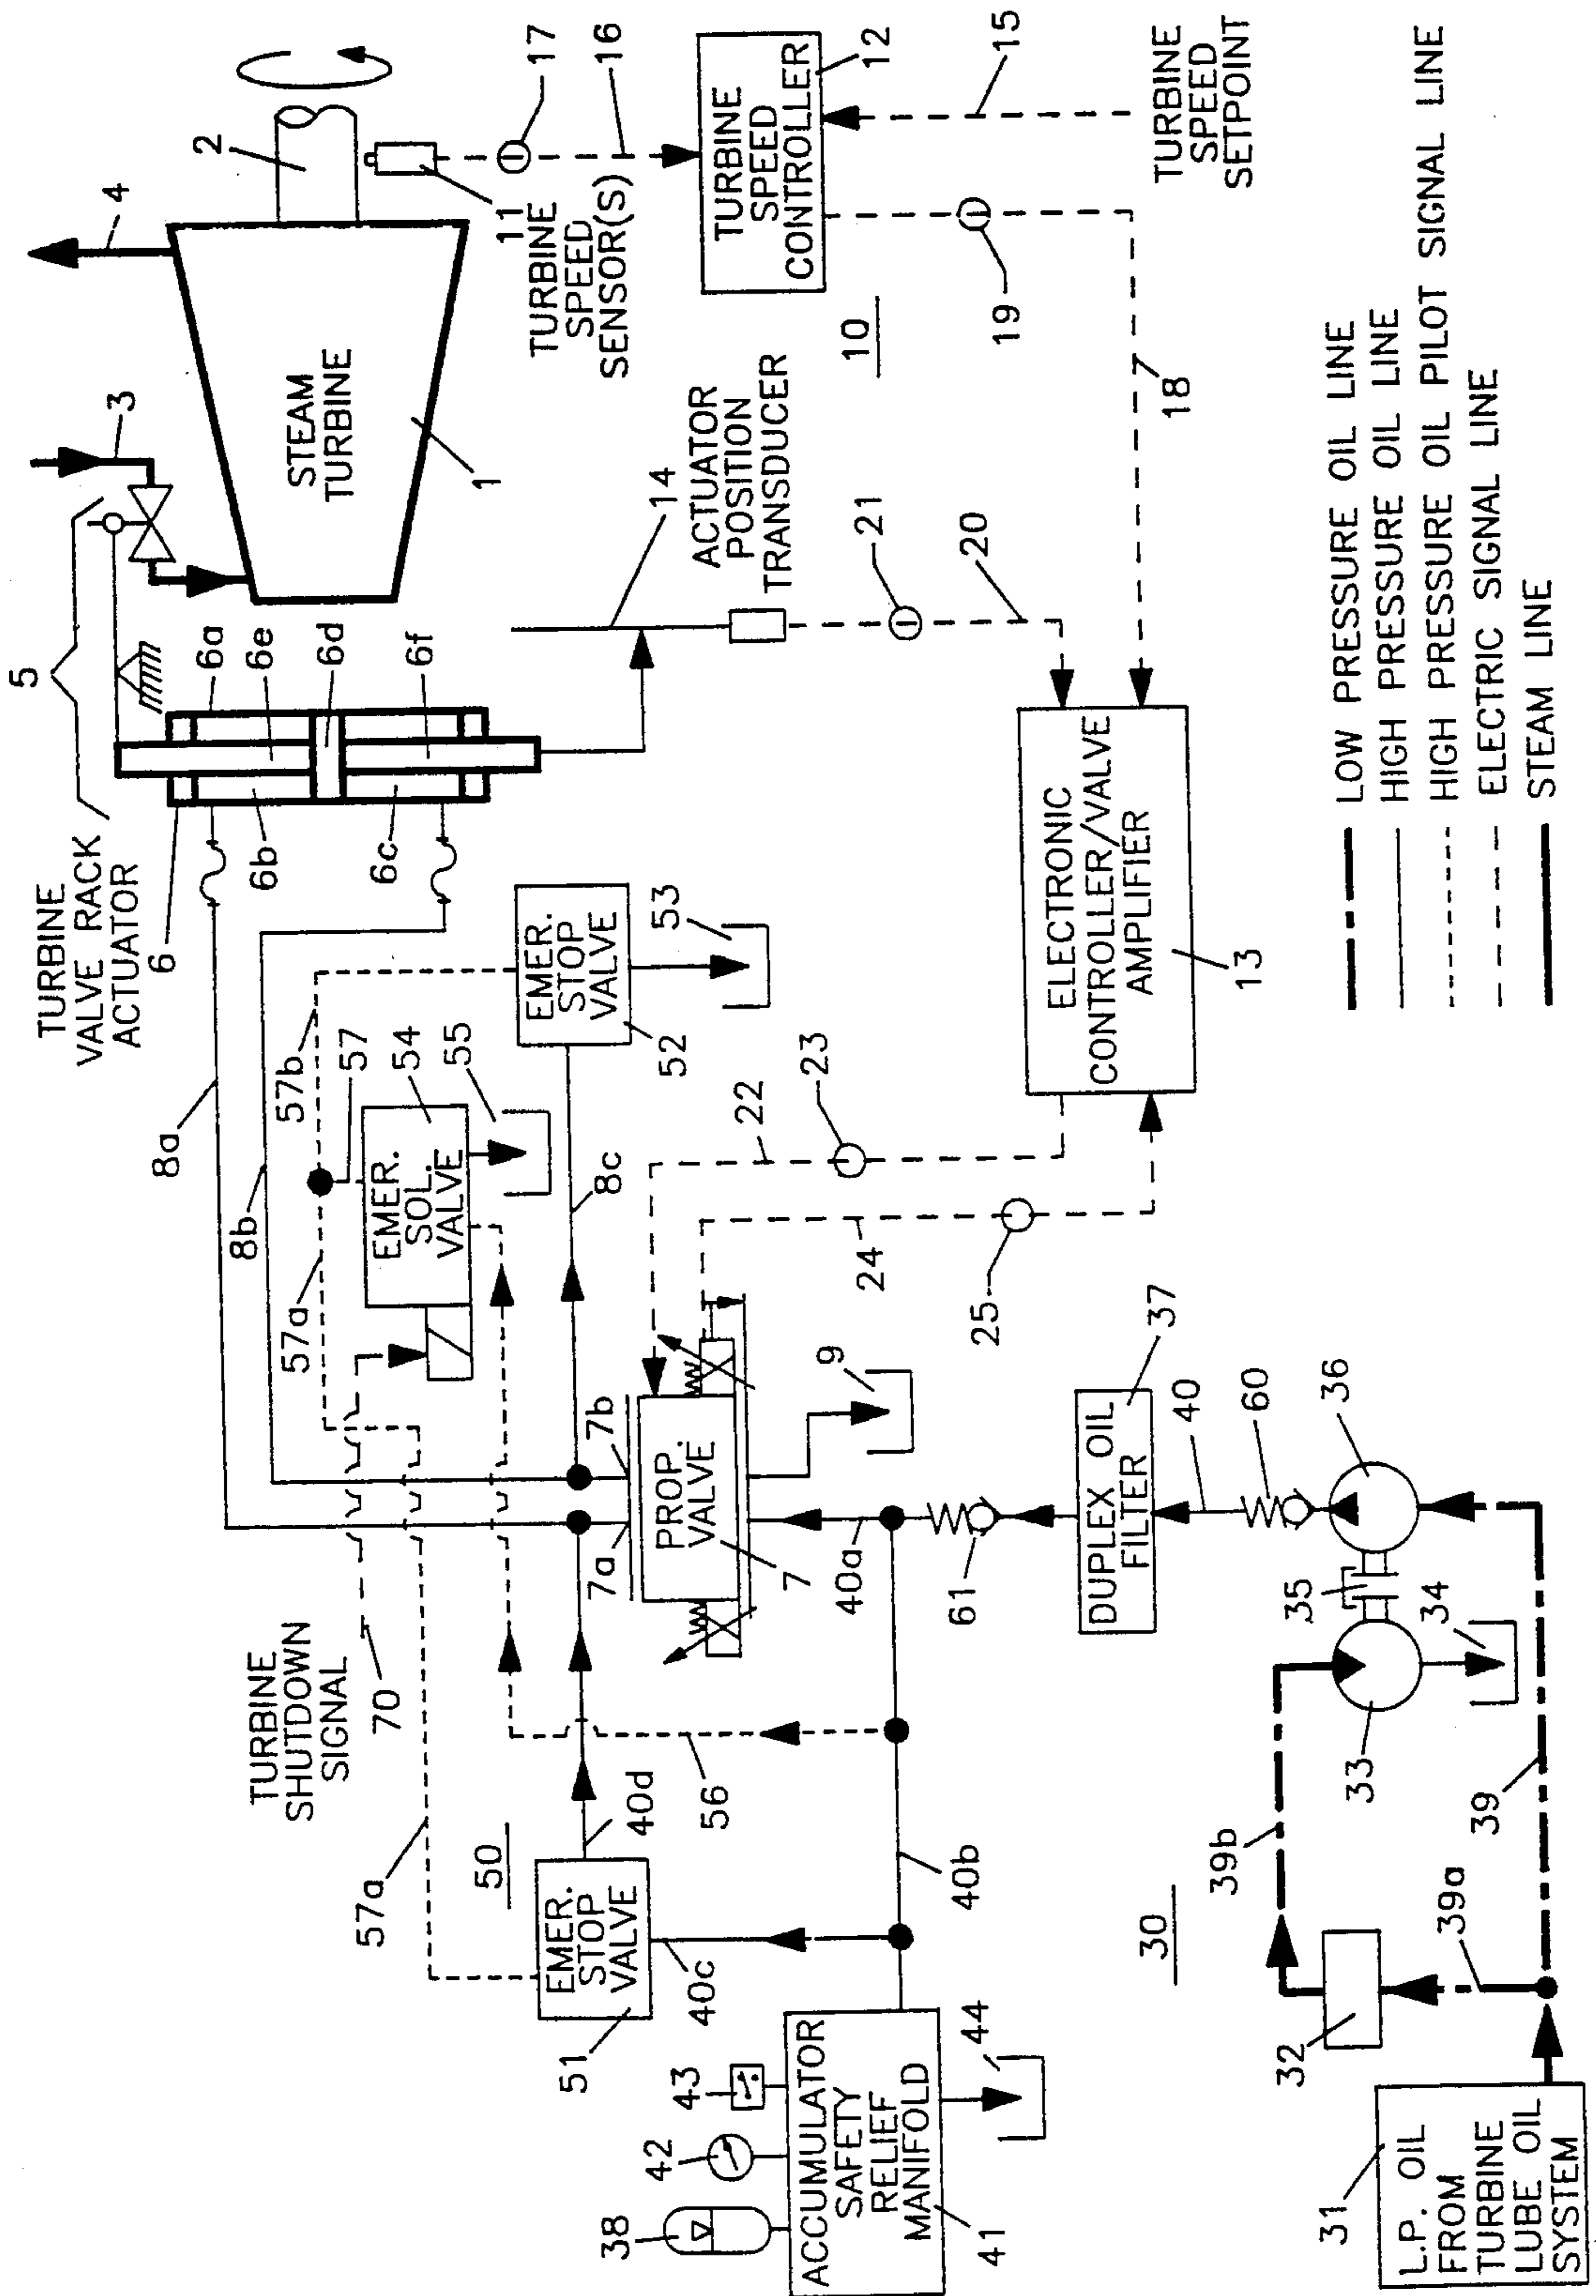 TURBINE
VALVE RACK
ACTUATOR
5
6
6a
6b
6c
6d
6e
6f
3
4
STEAM
TURBINE
1
2
11
TURBINE
SPEED
SENSOR(S)
17
16
TURBINE
SPEED
CONTROLLER
12
15
TURBINE
SPEED
SETPOINT
10
19
18
14
ACTUATOR
POSITION
TRANSDUCER
21
20
ELECTRONIC
CONTROLLER/VALVE
AMPLIFIER
13
8a
8b
8c
57b
57
57a
EMER.
SOL.
VALVE
54
55
EMER.
STOP
VALVE
52
53
22
23
24
25
TURBINE
SHUTDOWN
SIGNAL
70
57a
50
7a
7b
PROP.
VALVE
7
9
40a
61
DUPLEX OIL
FILTER
37
40
60
36
35
34
33
EMER.
STOP
VALVE
51
40d
56
40c
40b
38
42
43
ACCUMULATOR
SAFETY
RELIEF
MANIFOLD
41
44
30
39b
39
39a
32
31
L.P. OIL
FROM
TURBINE
LUBE OIL
SYSTEM
LOW PRESSURE OIL LINE
HIGH PRESSURE OIL LINE
HIGH PRESSURE OIL PILOT SIGNAL LINE
ELECTRIC SIGNAL LINE
STEAM LINE